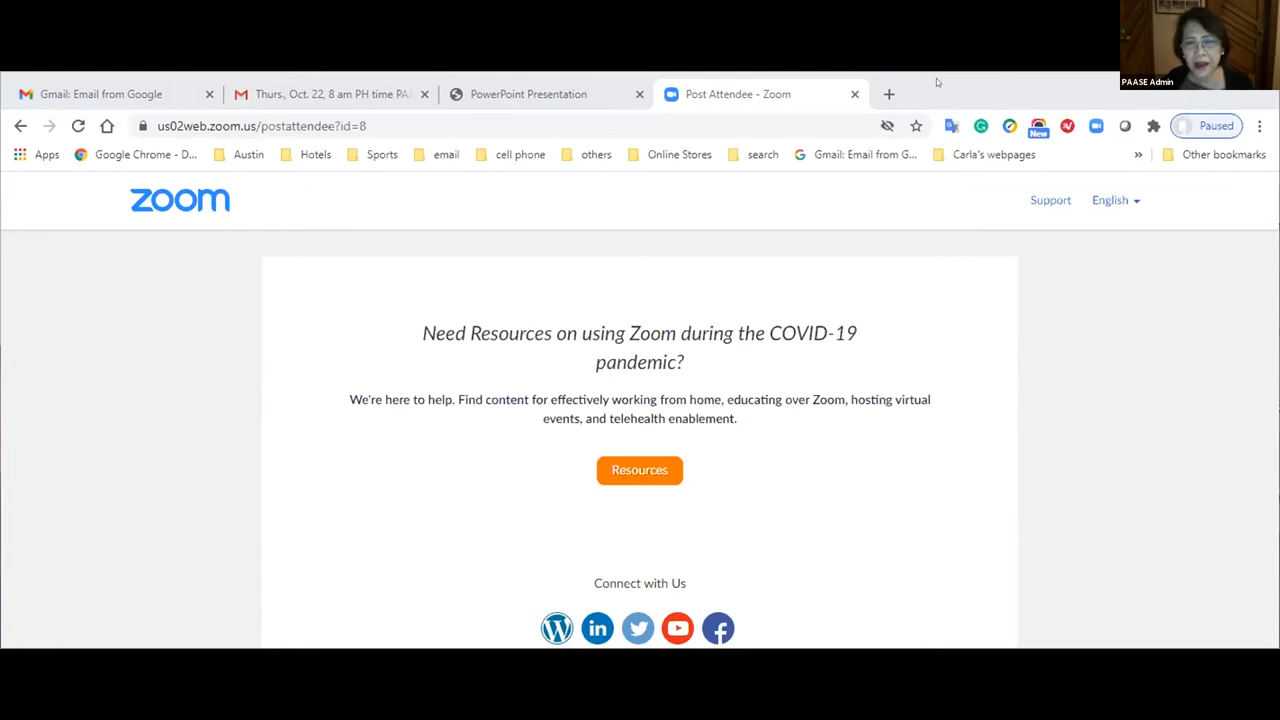 PAASE Admin
Gmail: Email from Google
Thurs., Oct. 22, 8 am PH time PA
PowerPoint Presentation
Post Attendee - Zoom
us02web.zoom.us/postattendee?id=8
New
Paused
Apps
Google Chrome - D...
Austin
Hotels
Sports
email
cell phone
others
Online Stores
search
Gmail: Email from G...
Carla's webpages
»
Other bookmarks
zoom
Support
English
Need Resources on using Zoom during the COVID-19
pandemic?
We're here to help. Find content for effectively working from home, educating over Zoom, hosting virtual
events, and telehealth enablement.
Resources
Connect with Us